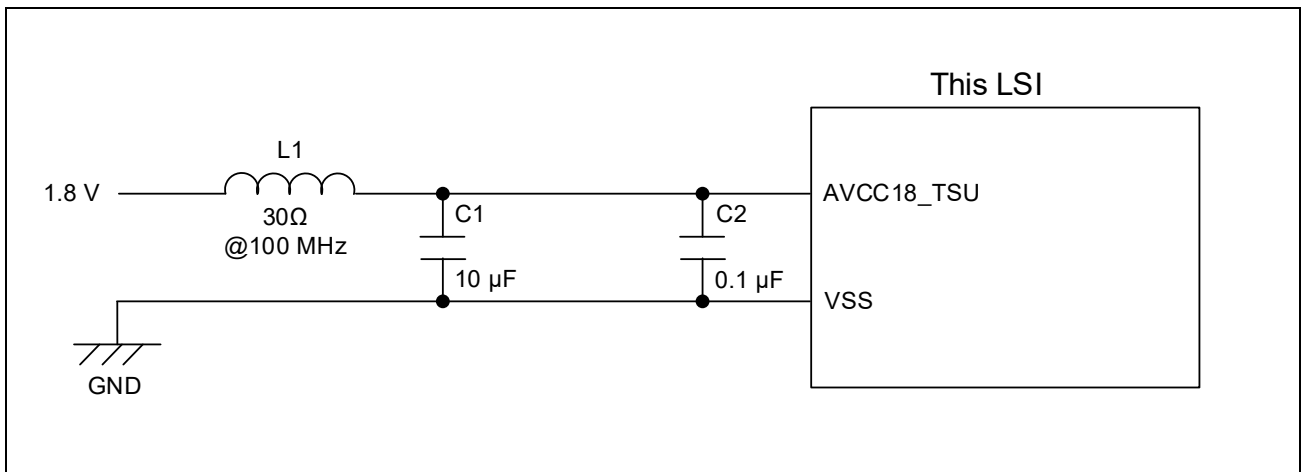 This LSI
L1
1.8 V
AVCC18_TSU
30Ω
@100 MHz
C1
C2
10 µF
0.1 µF
VSS
GND